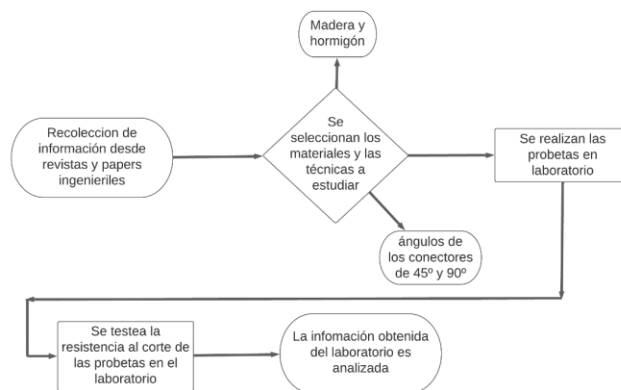 Madera y
hormigón
Recoleccion de
información desde
revistas y papers
ingenieriles
Se
seleccionan los
materiales y las
técnicas a
estudiar
Se realizan las
probetas en
laboratorio
ángulos de
los conectores
de 45º y 90º
Se testea la
resistencia al corte de
las probetas en el
laboratorio
La infomación obtenida
del laboratorio es
analizada